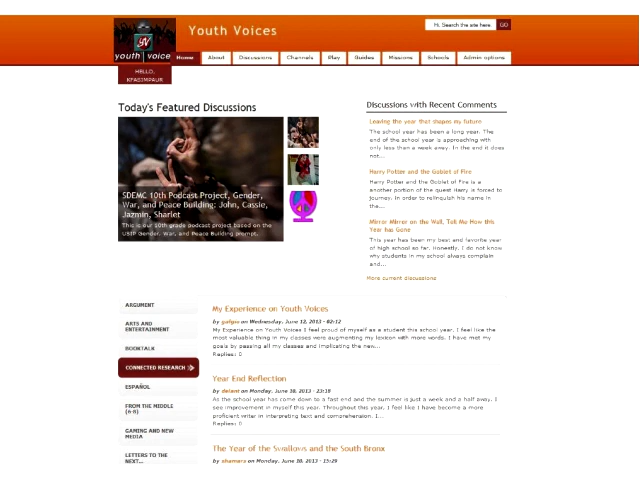 Youth Voices
Hi, Search the site here
GO
youth voices
Home
About
Discussions
Channels
Play
Guides
Missions
Schools
Admin options
HELLO,
KFASIMPAUR
Today's Featured Discussions
SDEMC 10th Podcast Project, Gender,
War, and Peace Building: John, Cassie,
Jazmin, Sharlet
This is our 10th grade podcast project based on the
USIP Gender, War, and Peace Building prompt.
Discussions with Recent Comments
Leaving the year that shapes my future
The school year has been a long year. The
end of the school year is approaching with
only less than a week away. In the end it does
not...
Harry Potter and the Goblet of Fire
Harry Potter and the Goblet of Fire is a
another portion of the quest Harry is forced to
journey. In order to relinquish his name in
the...
Mirror Mirror on the Wall, Tell Me How this
Year has Gone
This year has been my best and favorite year
of high school so far. Honestly, I do not know
why students in my school always complain
and...
More current discussions
ARGUMENT
ARTS AND
ENTERTAINMENT
BOOKTALK
CONNECTED RESEARCH
ESPAÑOL
FROM THE MIDDLE
(6-8)
GAMING AND NEW
MEDIA
LETTERS TO THE
NEXT...
My Experience on Youth Voices
by on Wednesday, June 12, 2013 - 02:12
My Experience on Youth Voices I feel proud of myself as a student this school year. I feel like the
most valuable thing in my classes were augmenting my lexicon with more words. I have met my
goals by passing all my classes and implicating the new...
Replies: 0
Year End Reflection
by on Monday, June 10, 2013 - 23:19
As the school year has come down to a fast end and the summer is just a week and a half away. I
see improvement in myself this year. Throughout this year, I feel like I have become a more
proficient writer in interpreting text and comprehension. I...
Replies: 0
The Year of the Swallows and the South Bronx
by shamara on Monday, June 10, 2013 - 15:29